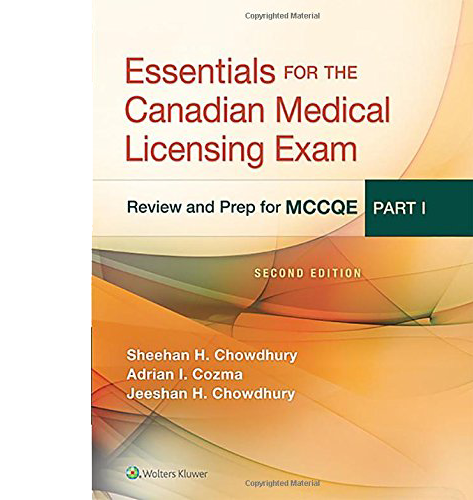 Copyrighted Material
Essentials FOR THE
Canadian Medical
Licensing Exam
Review and Prep for MCCQE PART I
SECOND EDITION
Sheehan H. Chowdhury
Adrian I. Cozma
Jeeshan H. Chowdhury
Wolters Kluwer
Copyrighted Material